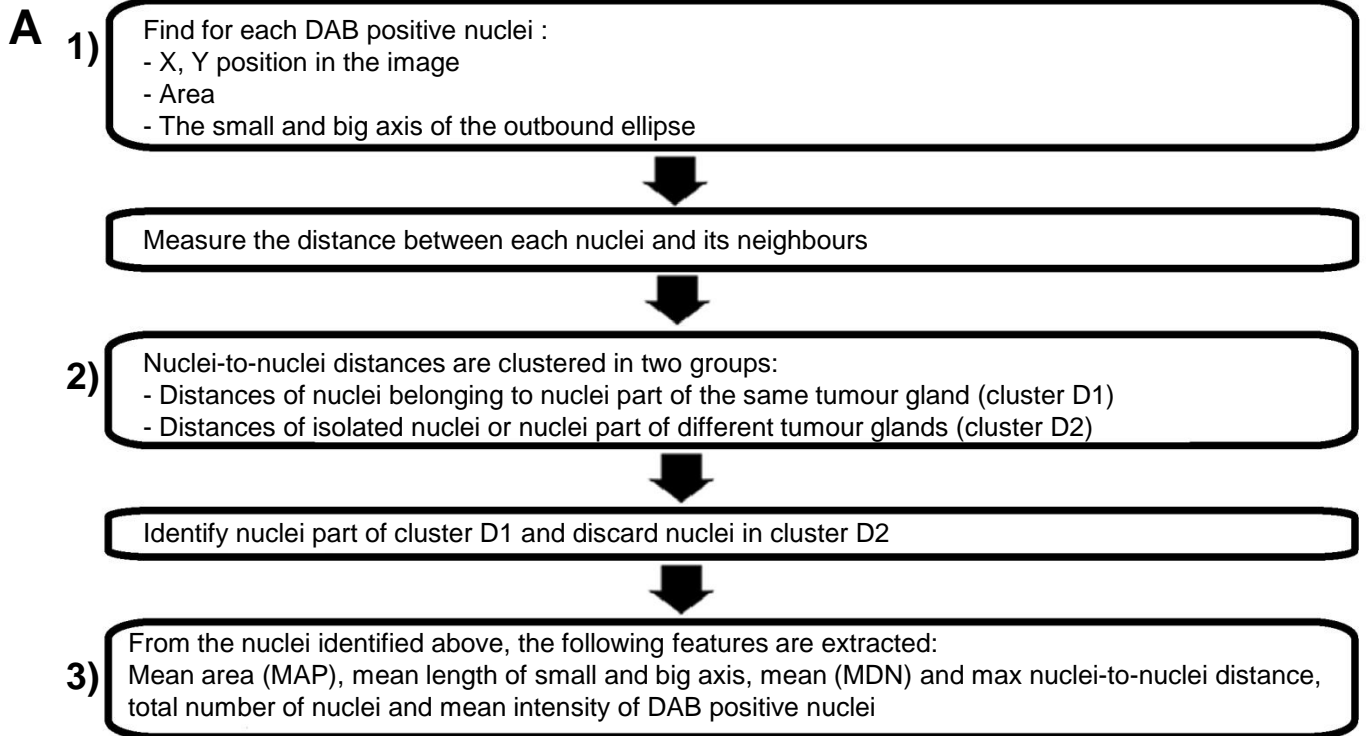 A
1)
Find for each DAB positive nuclei :
- X, Y position in the image
- Area
- The small and big axis of the outbound ellipse
Measure the distance between each nuclei and its neighbours
2)
Nuclei-to-nuclei distances are clustered in two groups:
- Distances of nuclei belonging to nuclei part of the same tumour gland (cluster D1)
- Distances of isolated nuclei or nuclei part of different tumour glands (cluster D2)
Identify nuclei part of cluster D1 and discard nuclei in cluster D2
3)
From the nuclei identified above, the following features are extracted:
Mean area (MAP), mean length of small and big axis, mean (MDN) and max nuclei-to-nuclei distance,
total number of nuclei and mean intensity of DAB positive nuclei